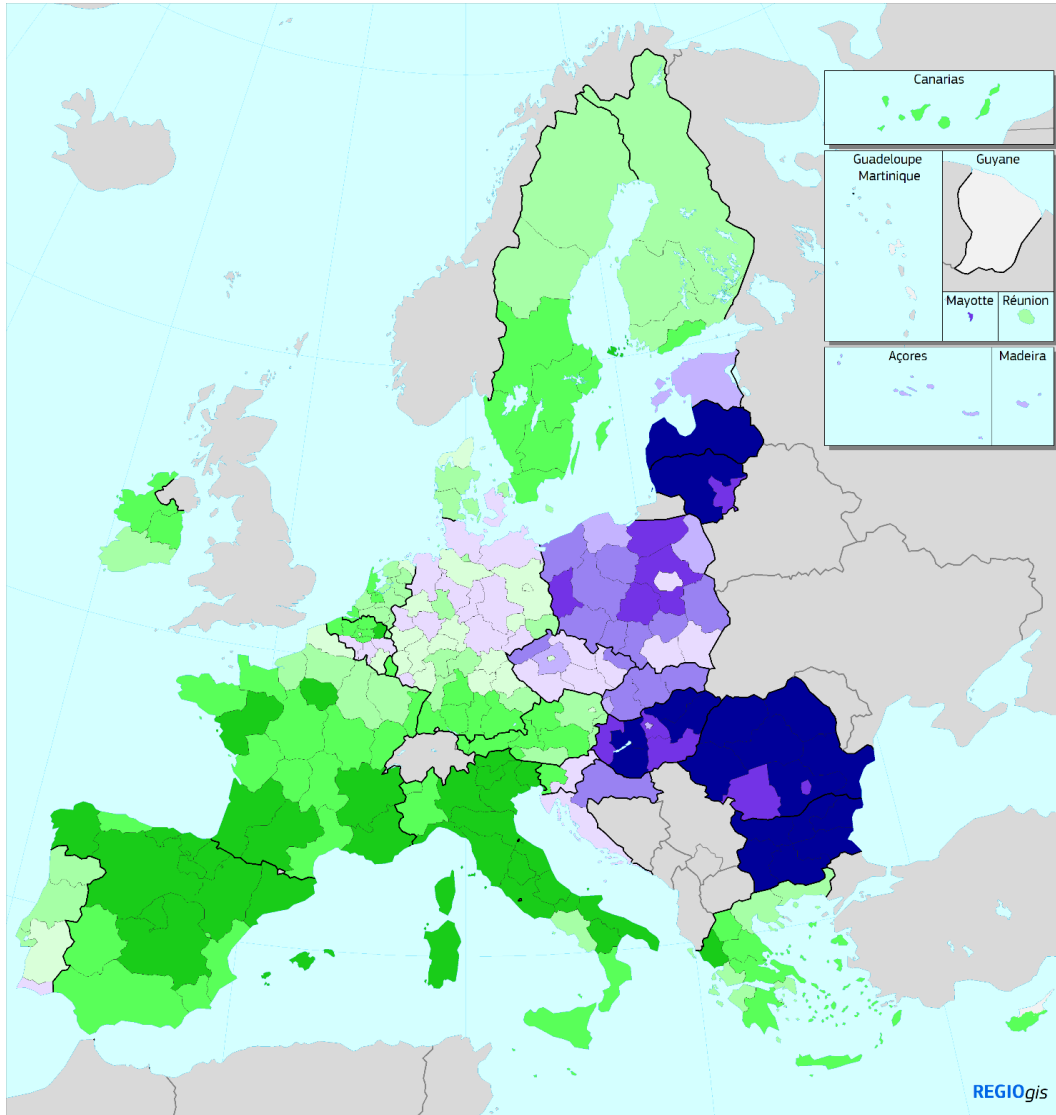 Canarias
Guadeloupe
Martinique
Guyane
Mayotte
Réunion
Açores
Madeira
REGIOgis